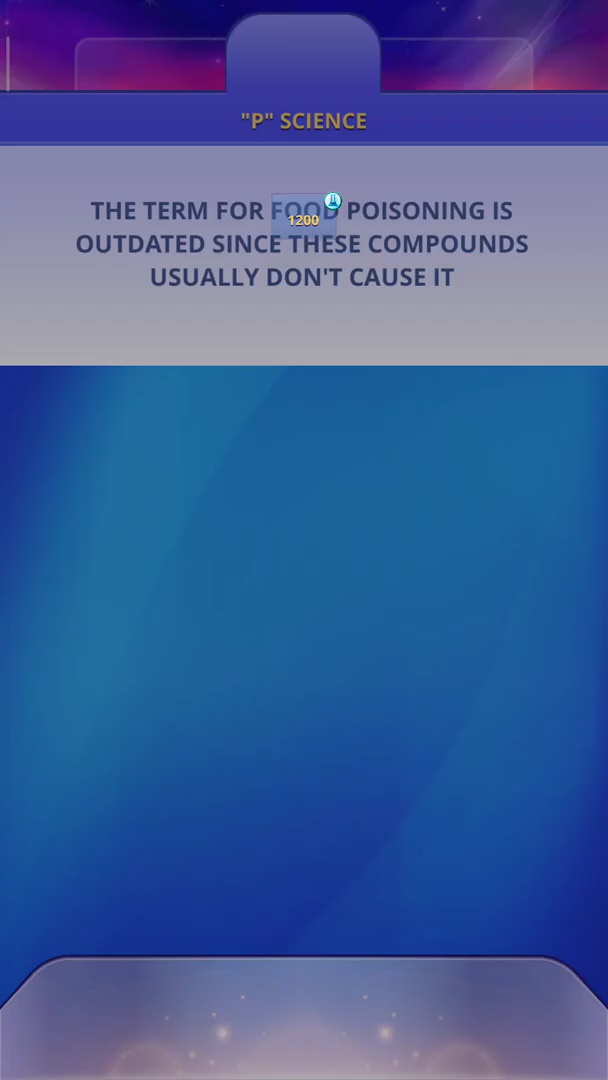 "P" SCIENCE
THE TERM FOR FOOD POISONING IS
1200
OUTDATED SINCE THESE COMPOUNDS
USUALLY DON'T CAUSE IT